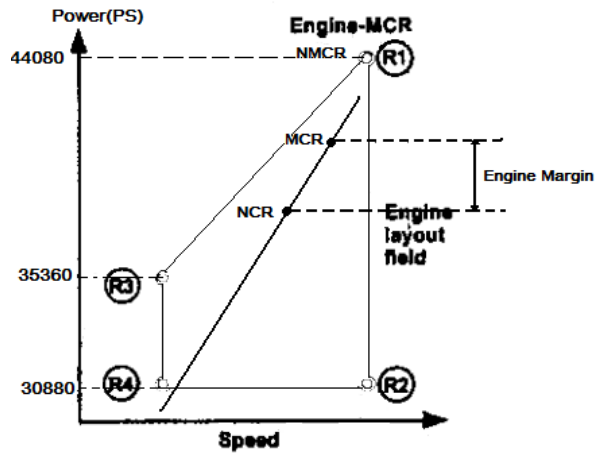 Power(PS)
Engine-MCR
44080
NMCR
R1
MCR
Engine Margin
NCR
Engine
layout
field
35360
R3
30880
R4
R2
Speed